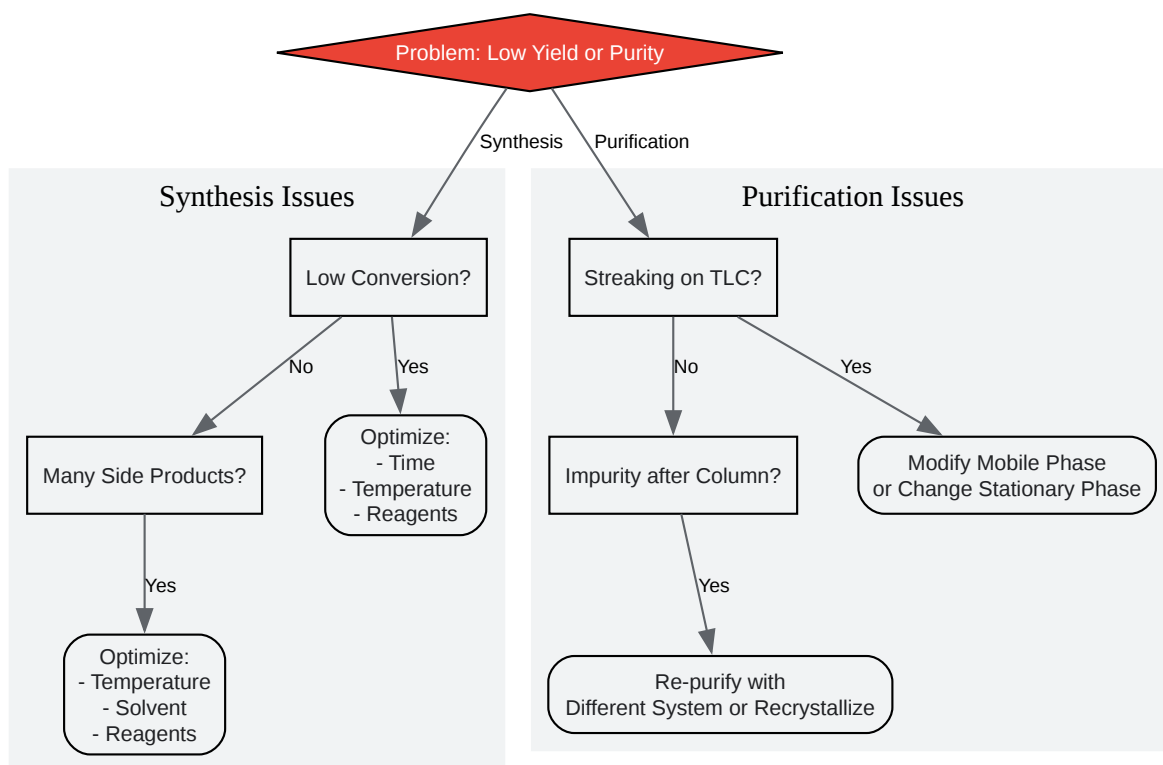 Problem: Low Yield or Purity
Synthesis
Purification
Synthesis Issues
Purification Issues
Low Conversion?
Streaking on TLC?
No
Yes
No
Yes
Many Side Products?
Optimize:
- Time
- Temperature
- Reagents
Impurity after Column?
Modify Mobile Phase
or Change Stationary Phase
Yes
Yes
Optimize:
- Temperature
- Solvent
- Reagents
Re-purify with
Different System or Recrystallize